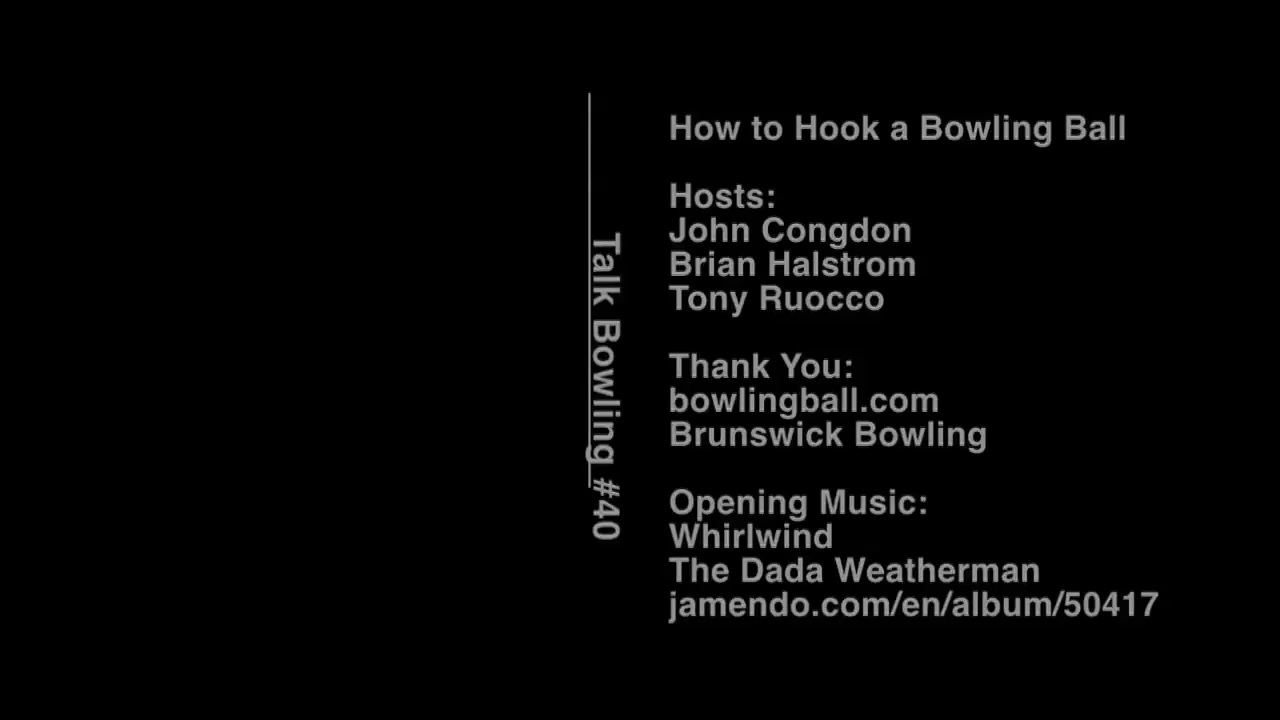 Talk Bowling #40
How to Hook a Bowling Ball
Hosts:
John Congdon
Brian Halstrom
Tony Ruocco
Thank You:
bowlingball.com
Brunswick Bowling
Opening Music:
Whirlwind
The Dada Weatherman
jamendo.com/en/album/50417